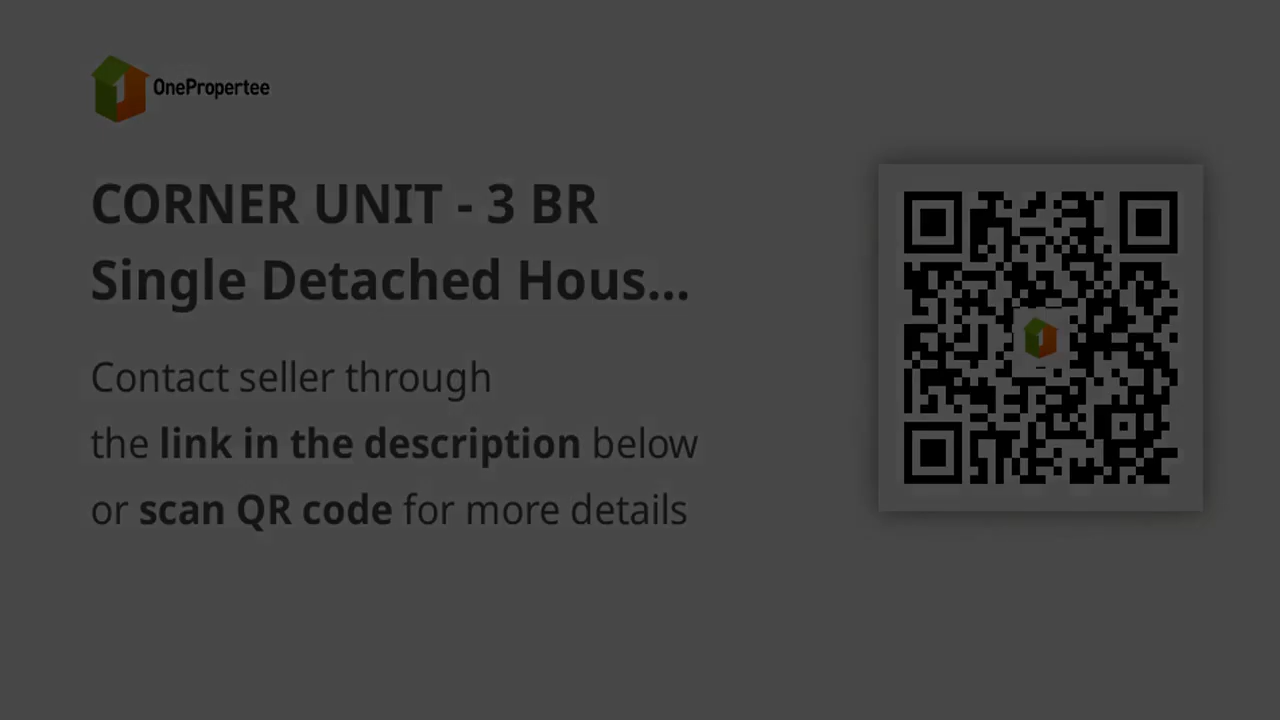 OnePropertee
CORNER UNIT - 3 BR
Single Detached Hous...
Contact seller through
the link in the description below
or scan QR code for more details